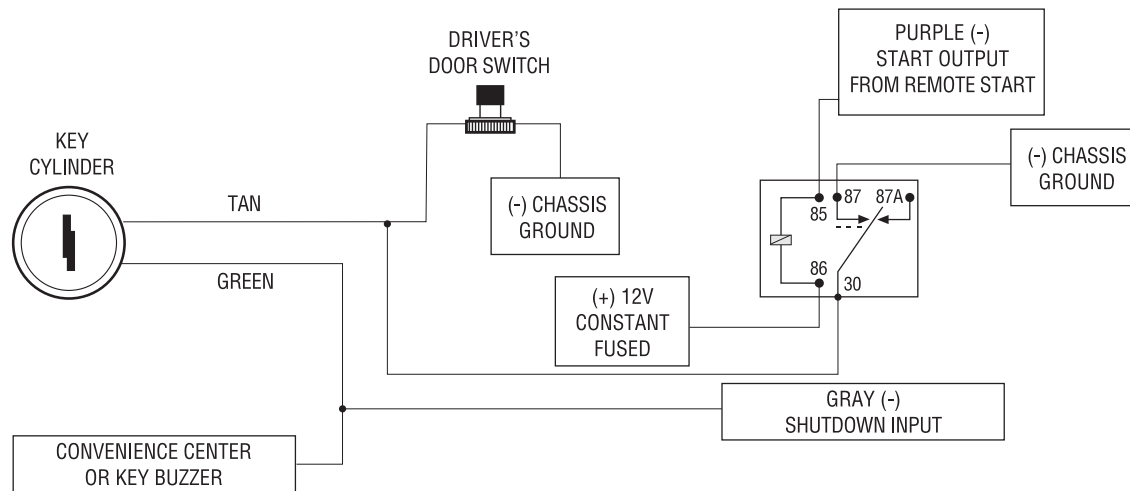 DRIVER'S
DOOR SWITCH
PURPLE (-)
START OUTPUT
FROM REMOTE START
KEY
CYLINDER
(-) CHASSIS
GROUND
TAN
(-) CHASSIS
GROUND
87
87A
85
GREEN
86
30
(+) 12V
CONSTANT
FUSED
GRAY (-)
SHUTDOWN INPUT
CONVENIENCE CENTER
OR KEY BUZZER